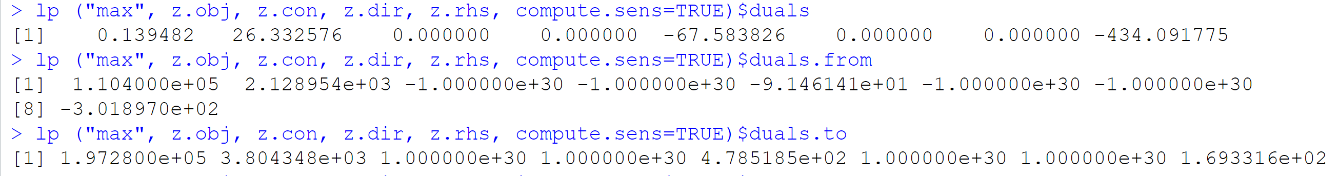 > lp ("max", z.obj, z.con, z.dir, z.rhs, compute.sens=TRUE)$duals
[1]    0.139482   26.332576    0.000000    0.000000  -67.583826    0.000000    0.000000 -434.091775
> lp ("max", z.obj, z.con, z.dir, z.rhs, compute.sens=TRUE)$duals.from
[1]  1.104000e+05  2.128954e+03 -1.000000e+30 -1.000000e+30 -9.146141e+01 -1.000000e+30 -1.000000e+30
[8] -3.018970e+02
> lp ("max", z.obj, z.con, z.dir, z.rhs, compute.sens=TRUE)$duals.to
[1] 1.972800e+05 3.804348e+03 1.000000e+30 1.000000e+30 4.785185e+02 1.000000e+30 1.000000e+30 1.693316e+02